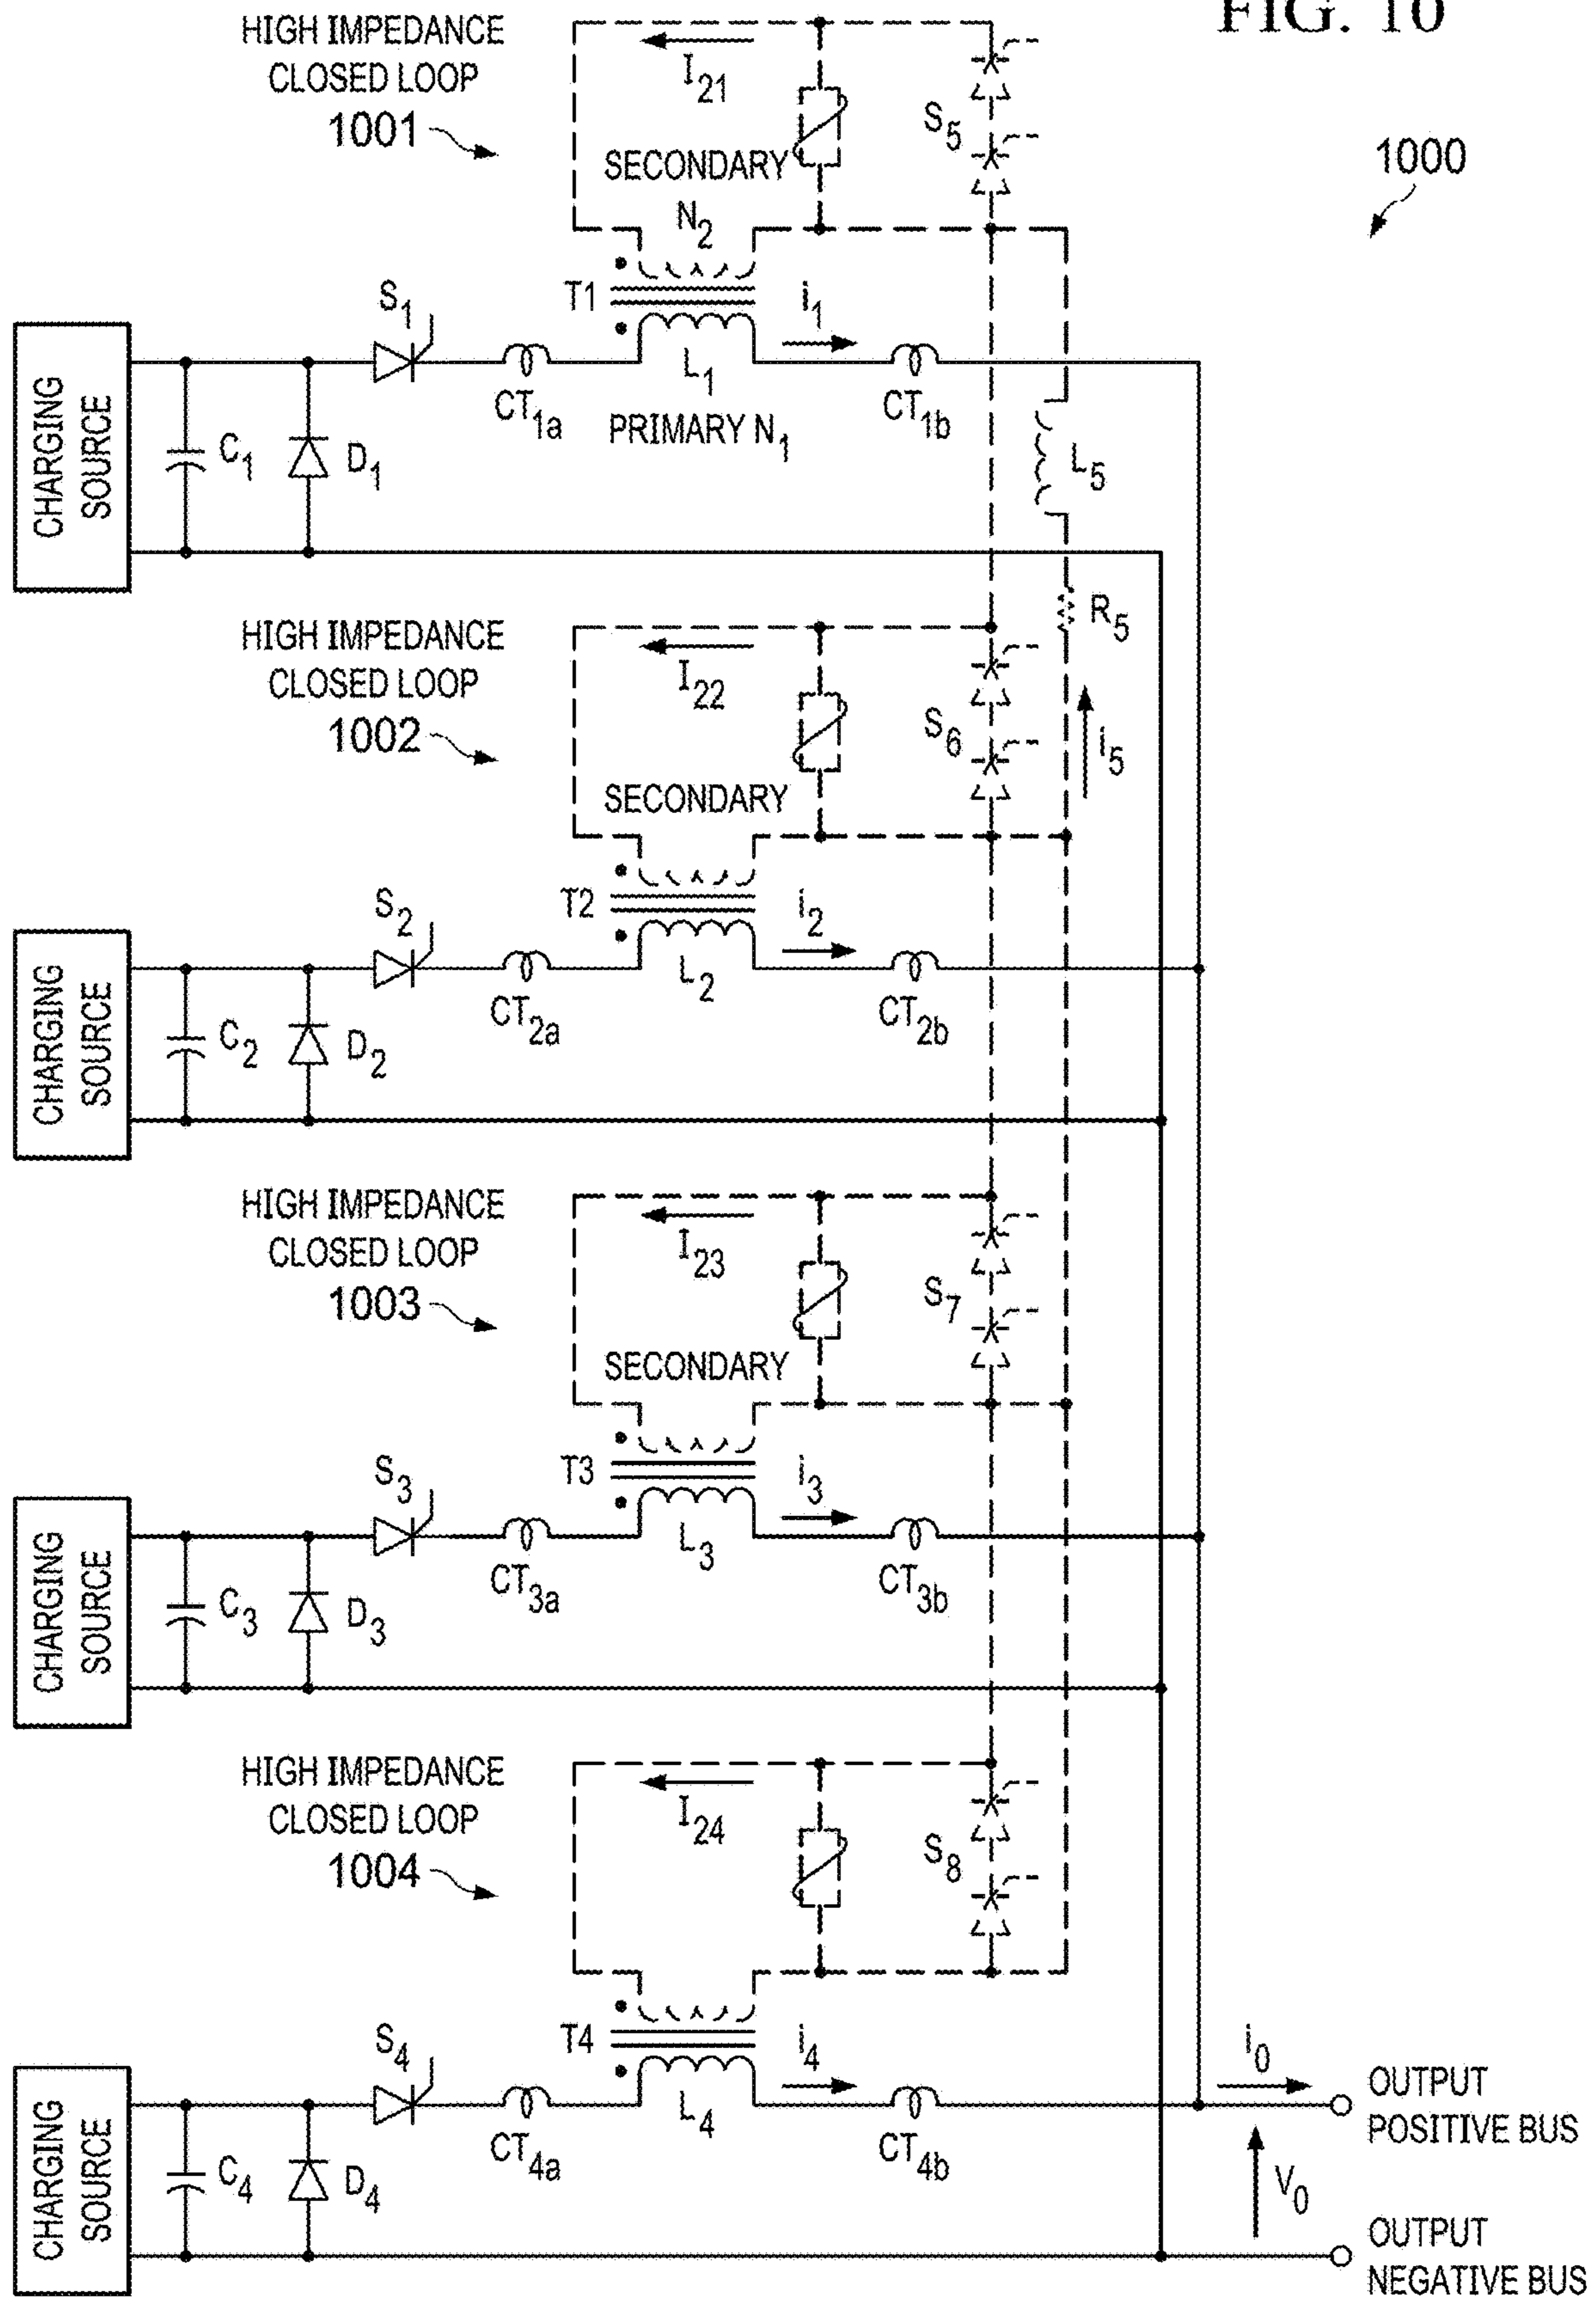 FIG. 10
1000
HIGH IMPEDANCE
CLOSED LOOP
1001
I21
S5
SECONDARY
N2
T1
S1
i1
CHARGING
SOURCE
C1
D1
CT1a
L1
PRIMARY N1
CT1b
L5
R5
HIGH IMPEDANCE
CLOSED LOOP
1002
I22
S6
i5
SECONDARY
T2
S2
i2
CHARGING
SOURCE
C2
D2
CT2a
L2
CT2b
HIGH IMPEDANCE
CLOSED LOOP
1003
I23
S7
SECONDARY
T3
S3
i3
CHARGING
SOURCE
C3
D3
CT3a
L3
CT3b
HIGH IMPEDANCE
CLOSED LOOP
1004
I24
S8
T4
S4
i4
CHARGING
SOURCE
C4
D4
CT4a
L4
CT4b
i0
OUTPUT
POSITIVE BUS
V0
OUTPUT
NEGATIVE BUS